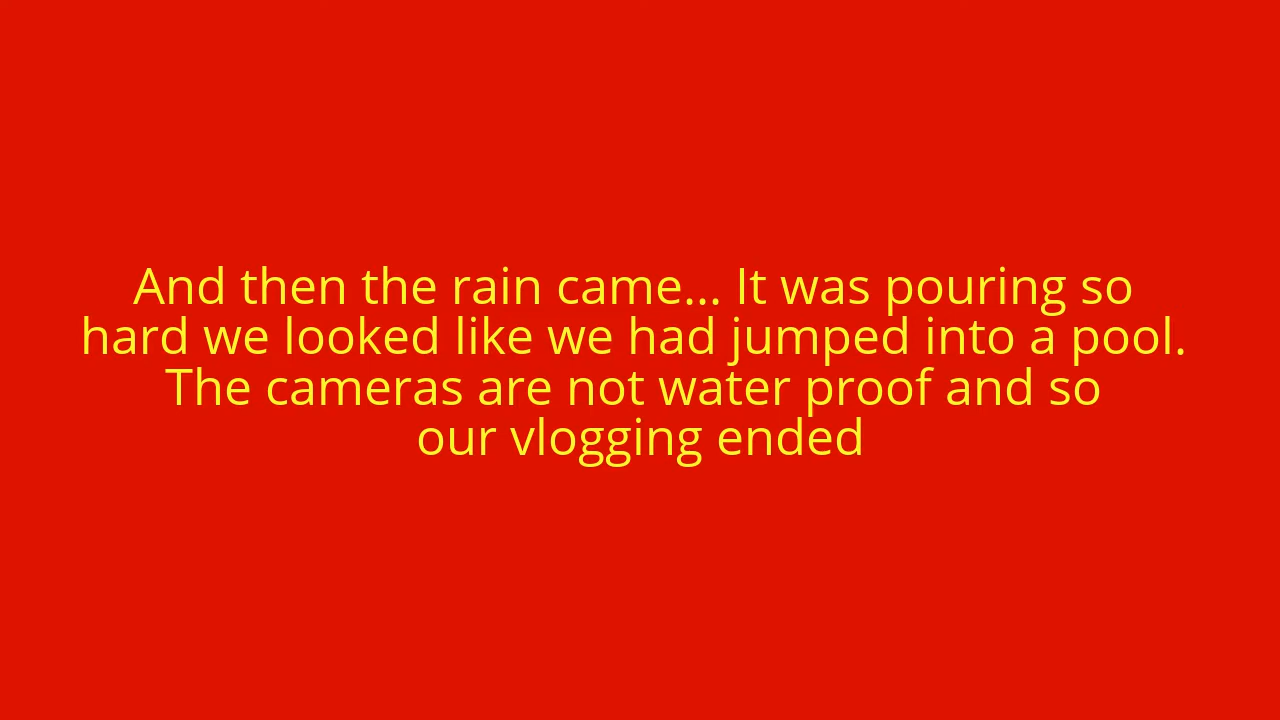 And then the rain came... It was pouring so
hard we looked like we had jumped into a pool.
The cameras are not water proof and so
our vlogging ended